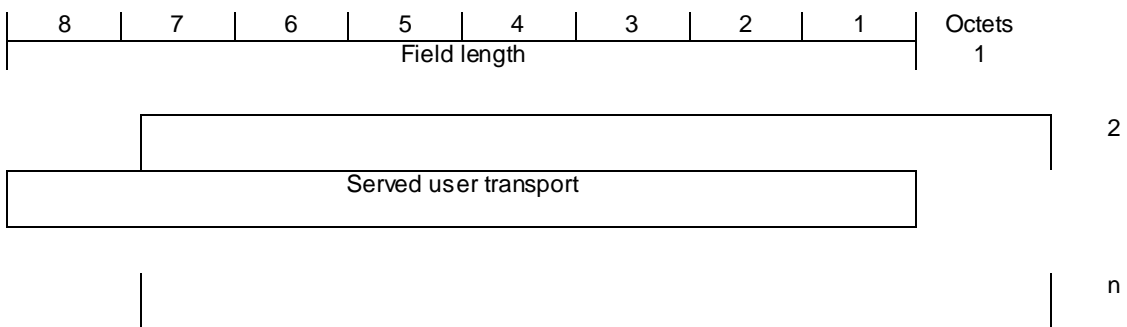 8 7 6 5 4 3 2 1 Octets
Field length 1
2
Served user transport
n